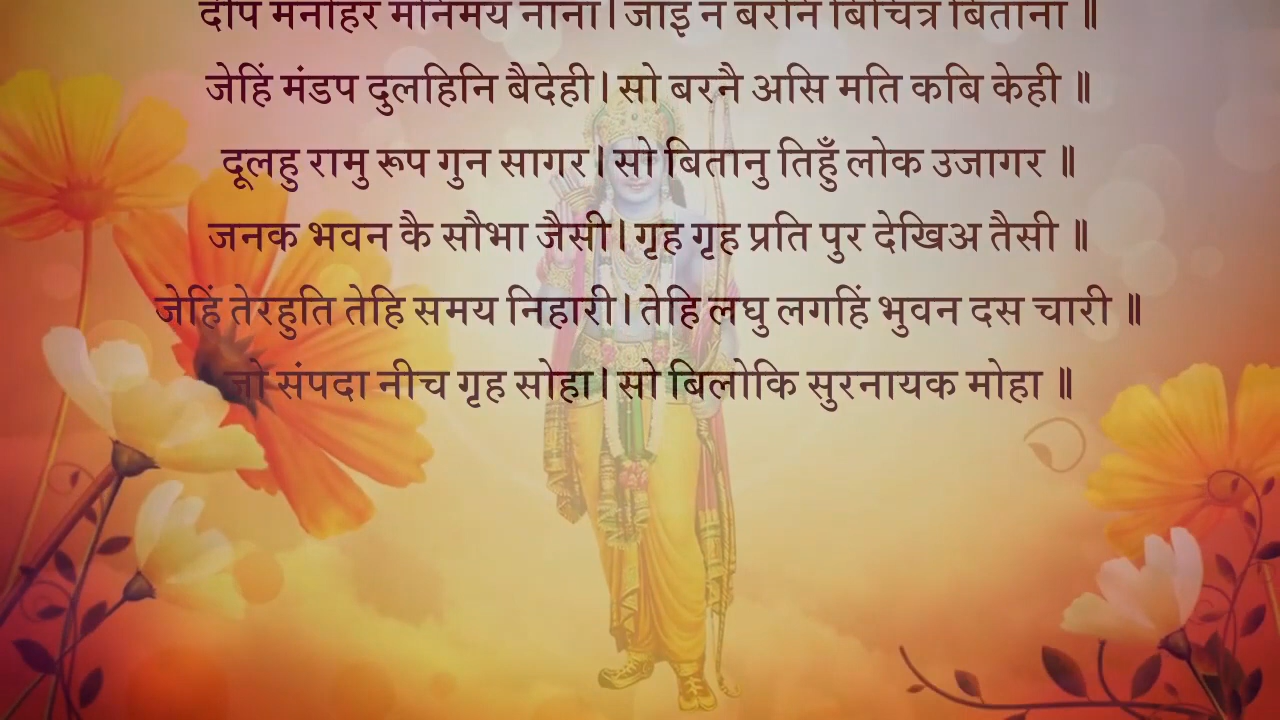 दीप मनोहर मनिमय नाना। जाइ न बरनि बिचित्र बिताना ॥
जेहिं मंडप दुलहिनि बैदेही। सो बरनै असि मति कबि केही ॥
दूलहु रामु रूप गुन सागर। सो बितानु तिहुँ लोक उजागर ॥
जनक भवन कै सौभा जैसी। गृह गृह प्रति पुर देखिअ तैसी ॥
जेहिं तेरहुति तेहि समय निहारी। तेहि लघु लगहिं भुवन दस चारी ॥
जो संपदा नीच गृह सोहा। सो बिलोकि सुरनायक मोहा ॥